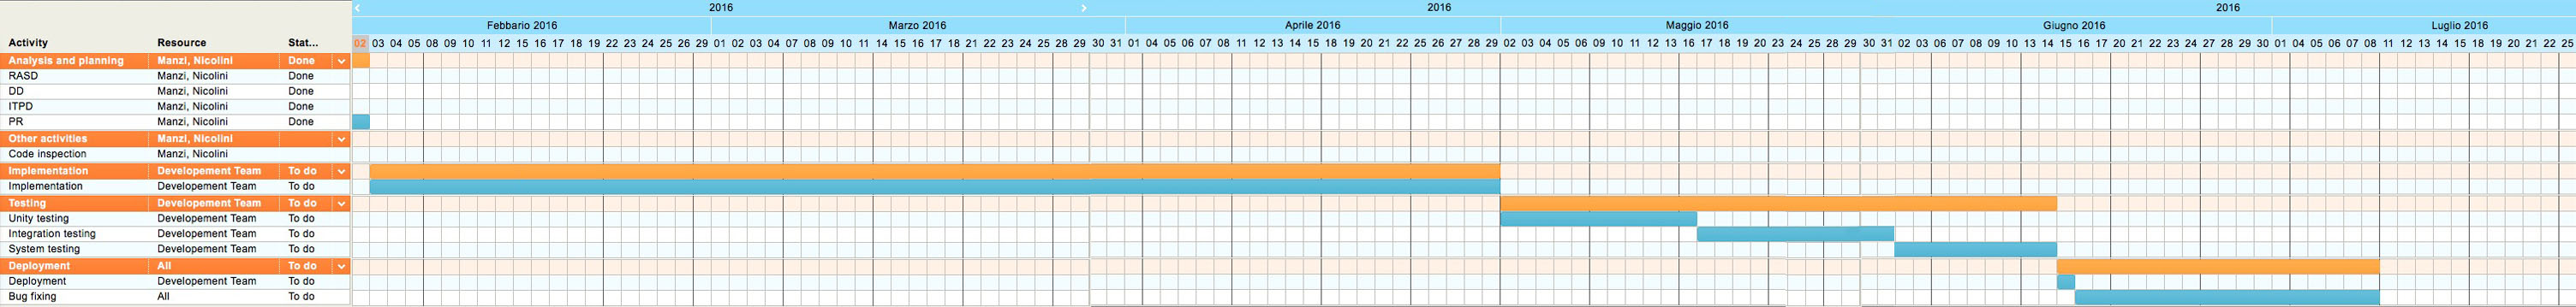 2016 2016 2016
Febbario 2016 Marzo 2016 Aprile 2016 Maggio 2016 Giugno 2016 Luglio 2016
Activity Resource Stat... 02 03 04 05 08 09 10 11 12 15 16 17 18 19 22 23 24 25 26 29 01 02 03 04 07 08 09 10 11 14 15 16 17 18 21 22 23 24 25 28 29 30 31 01 04 05 06 07 08 11 12 13 14 15 18 19 20 21 22 25 26 27 28 29 02 03 04 05 06 09 10 11 12 13 16 17 18 19 20 23 24 25 26 27 30 31 02 03 06 07 08 09 10 13 14 15 16 17 20 21 22 23 24 27 28 29 30 01 04 05 06 07 08 11 12 13 14 15 18 19 20 21 22 25
Analysis and planning Manzi, Nicolini Done
RASD Manzi, Nicolini Done
DD Manzi, Nicolini Done
ITPD Manzi, Nicolini Done
PR Manzi, Nicolini Done
Other activities Manzi, Nicolini
Code inspection Manzi, Nicolini
Implementation Developement Team To do
Implementation Developement Team To do
Testing Developement Team To do
Unity testing Developement Team To do
Integration testing Developement Team To do
System testing Developement Team To do
Deployment All To do
Deployment Developement Team To do
Bug fixing All To do